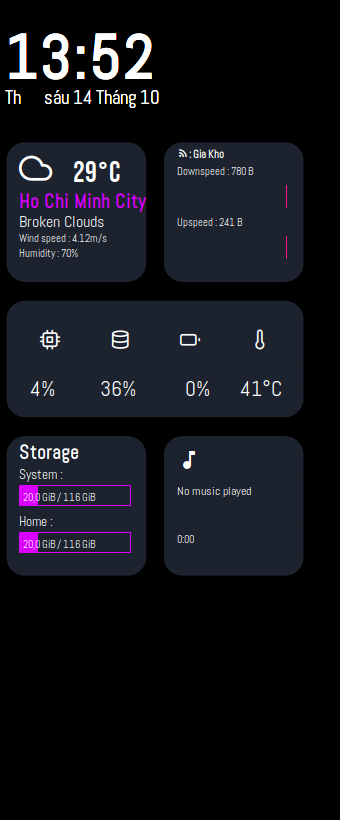 13:52
Th sáu 14 Tháng 10
29°C
Ho Chi Minh City
Broken Clouds
Wind speed : 4.12m/s
Humidity : 70%
: Gia Kho
Downspeed : 780 B
Upspeed : 241 B
4% 36% 0% 41°C
Storage
System :
20,0 GiB / 116 GiB
Home :
20,0 GiB / 116 GiB
No music played
0:00